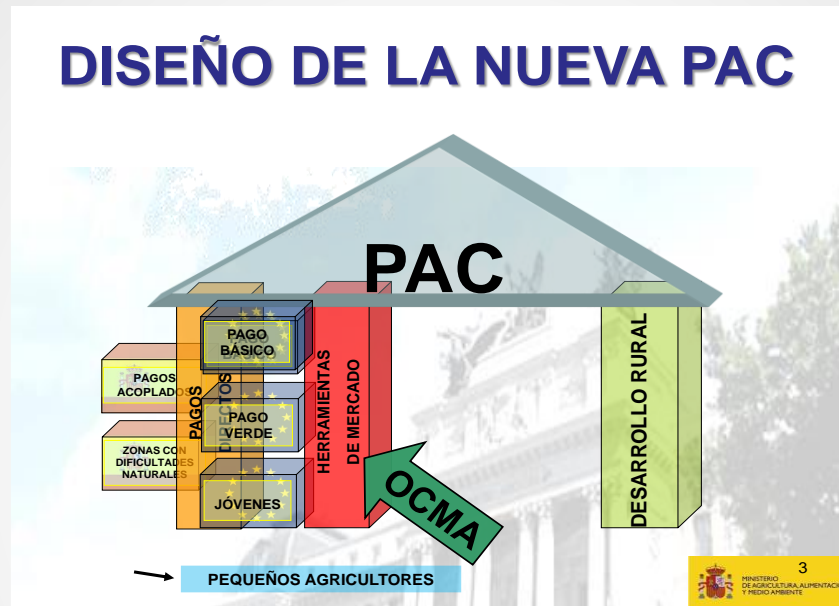 DISEÑO DE LA NUEVA PAC
PAC
PAGO
BÁSICO
PAGOS
ACOPLADOS
PAGOS
DIRECTOS
HERRAMIENTAS
DE MERCADO
DESARROLLO RURAL
PAGO
VERDE
ZONAS CON
DIFICULTADES
NATURALES
JÓVENES
OCMA
PEQUEÑOS AGRICULTORES
3
MINISTERIO
DE AGRICULTURA, ALIMENTACI
Y MEDIO AMBIENTE